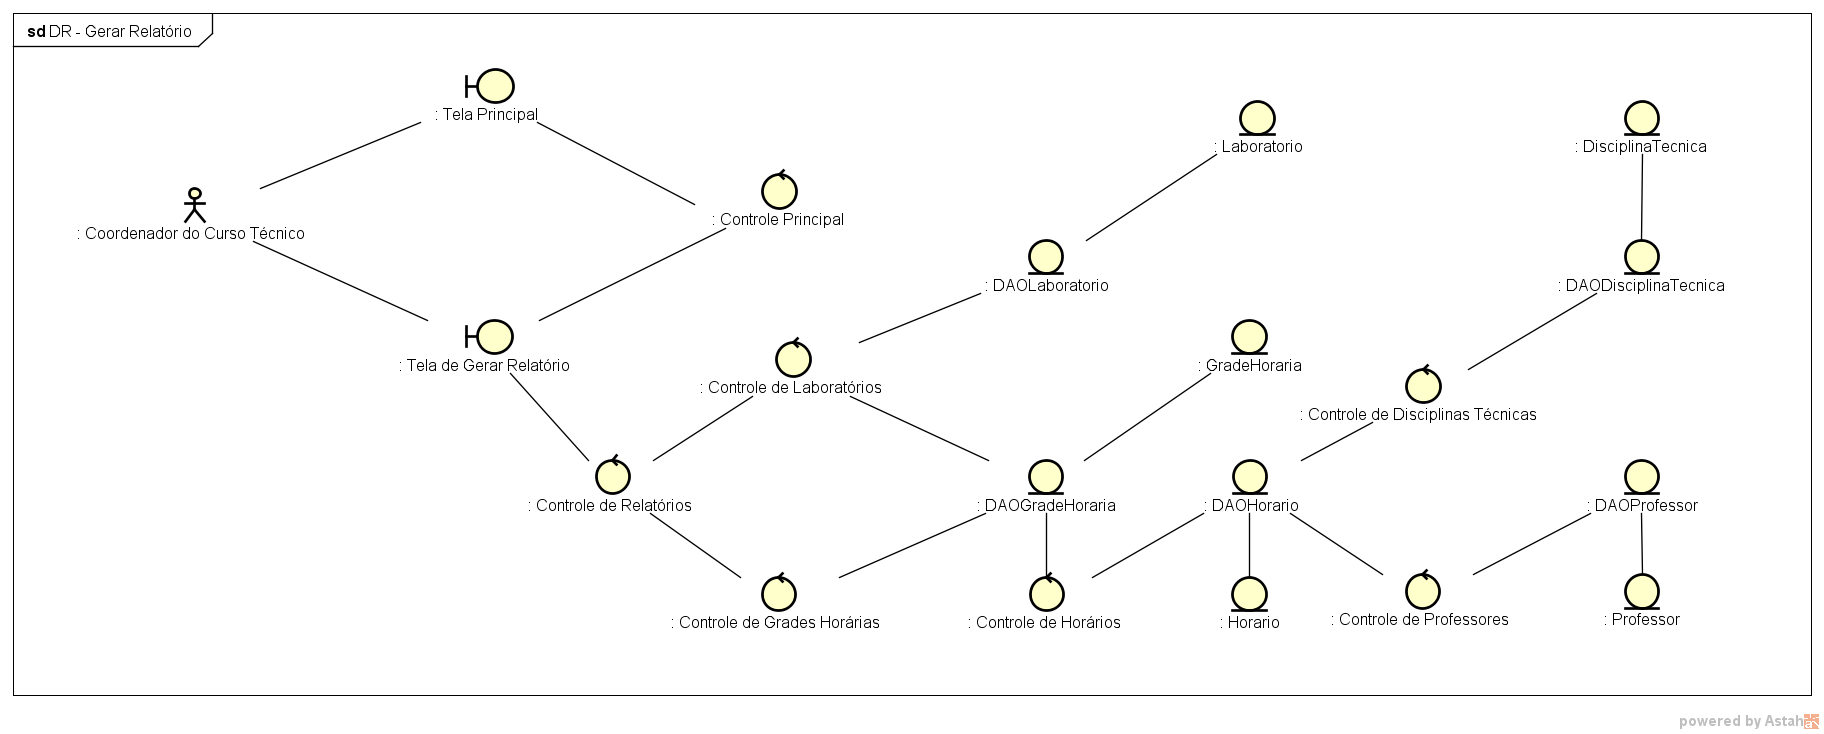 sd DR - Gerar Relatório
: Tela Principal
: Laboratorio
: DisciplinaTecnica
: Controle Principal
: Coordenador do Curso Técnico
: DAOLaboratorio
: DAODisciplinaTecnica
: Tela de Gerar Relatório
: GradeHoraria
: Controle de Laboratórios
: Controle de Disciplinas Técnicas
: Controle de Relatórios
: DAOGradeHoraria
: DAOHorario
: DAOProfessor
: Controle de Grades Horárias
: Controle de Horários
: Horario
: Controle de Professores
: Professor
powered by Astah